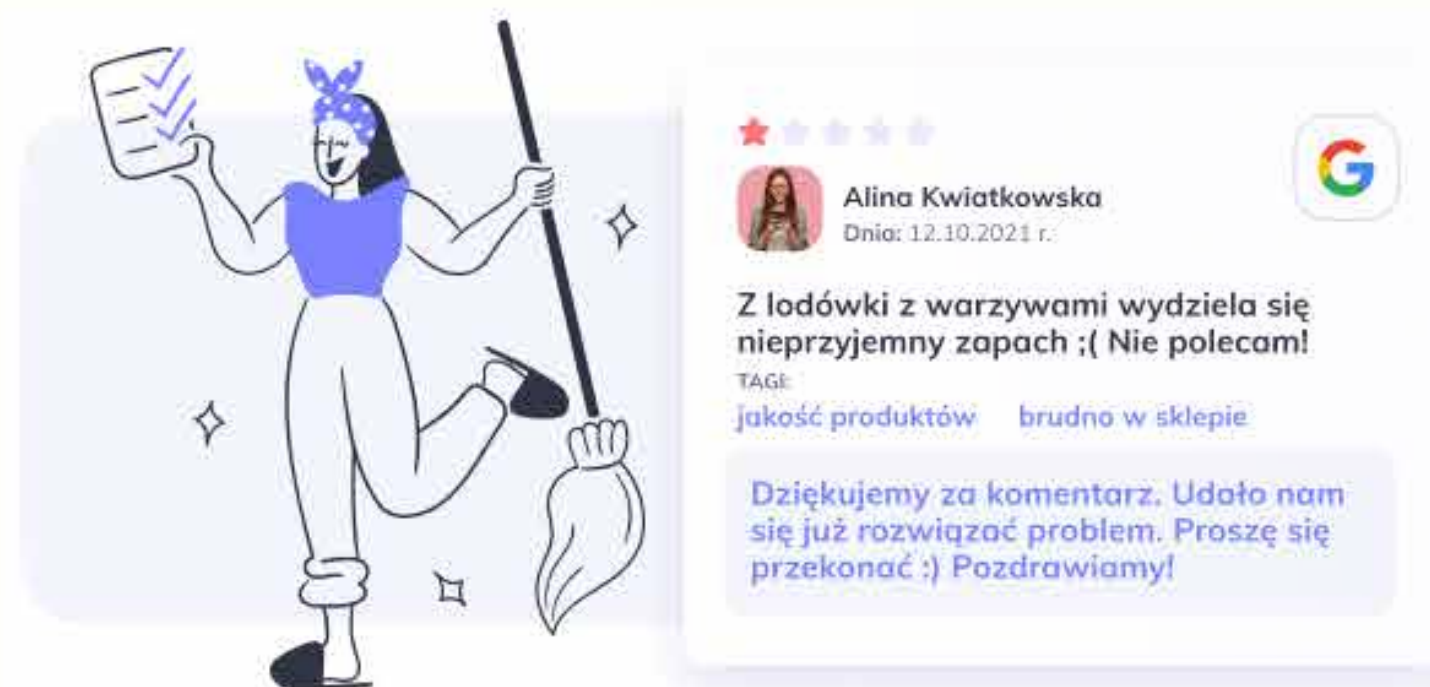 Alina Kwiatkowska
Dnia: 12.10.2021 r.
Z lodówki z warzywami wydziela się
nieprzyjemny zapach ;( Nie polecam!
TAGI:
jakość produktów brudno w sklepie
Dziękujemy za komentarz. Udało nam
się już rozwiązać problem. Proszę się
przekonać :) Pozdrawiamy!